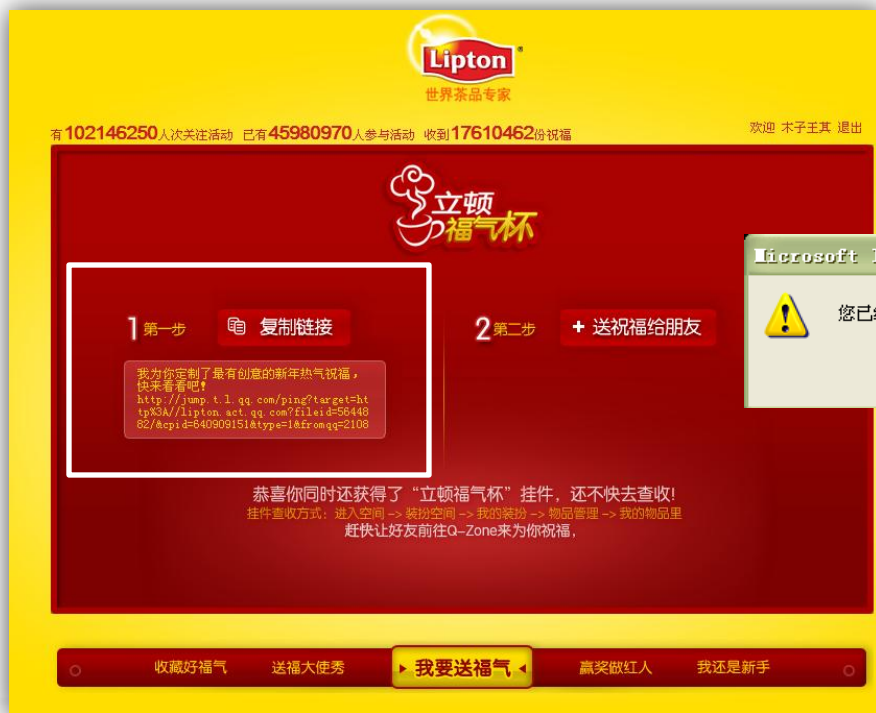 Lipton®
世界茶品专家
有102146250人次关注活动 已有45980970人参与活动 收到17610462份祝福
欢迎 木子王其 退出
立顿
福气杯
Microsoft
您已
1 第一步 复制链接
2 第二步 + 送祝福给朋友
我为你定制了最有创意的新年热气祝福，
快来看看吧！
http://jump.t.l.qq.com/ping?target=ht
tp%3A//lipton.act.qq.com?fileid=56448
82/&cpid=640909151&type=1&fromqq=2108
恭喜你同时还获得了“立顿福气杯”挂件，还不快去查收!
挂件查收方式：进入空间 -> 装扮空间 -> 我的装扮 -> 物品管理 -> 我的物品里
赶快让好友前往Q-Zone来为你祝福，
收藏好福气 送福大使秀 我要送福气 赢奖做红人 我还是新手